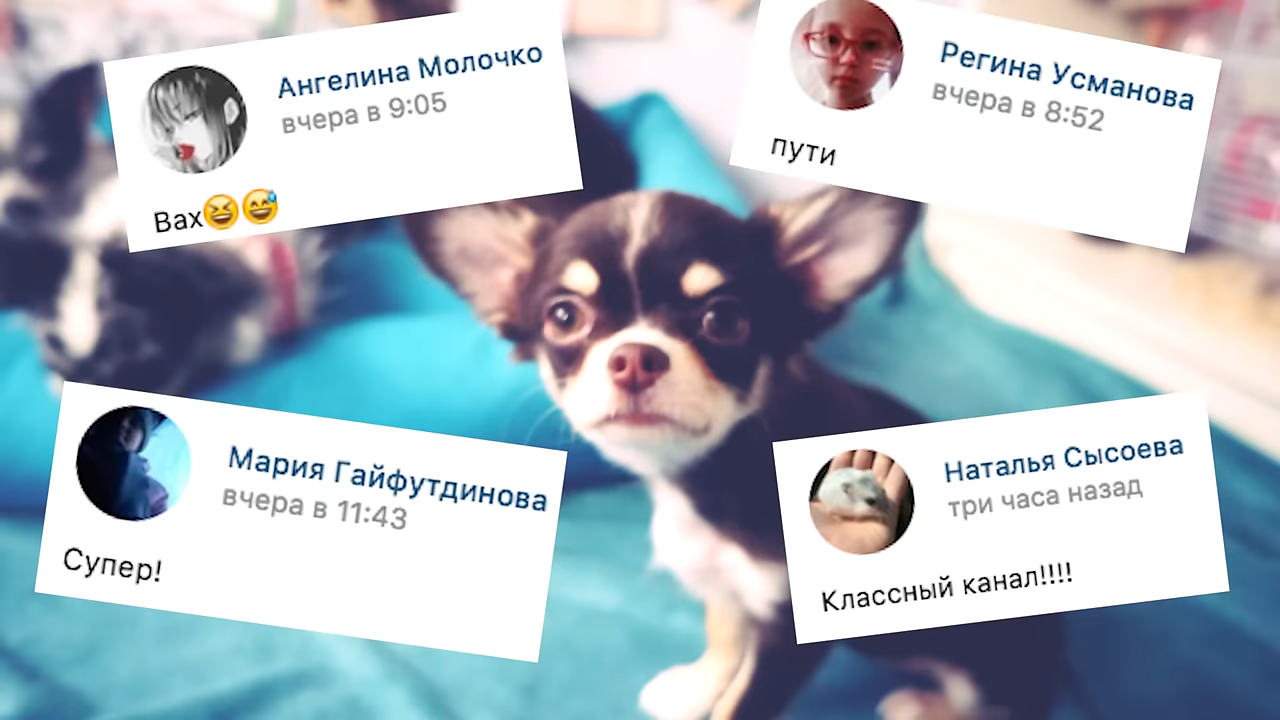 Ангелина Молочко
вчера в 9:05
Вах😆😅
Регина Усманова
вчера в 8:52
пути
Мария Гайфутдинова
вчера в 11:43
Супер!
Наталья Сысоева
три часа назад
Классный канал!!!!